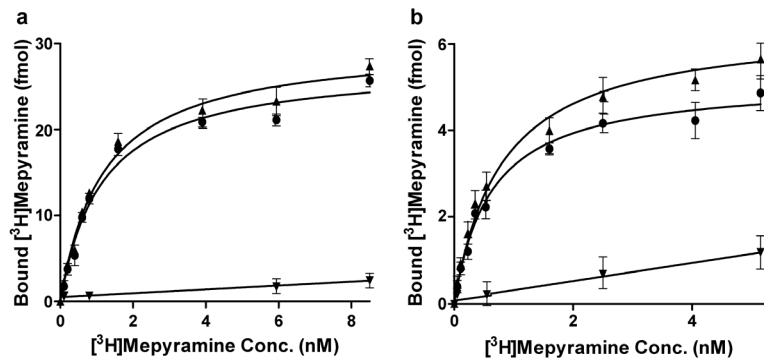 a
Bound [³H]Mepyramine (fmol)
30
20
10
0
0 2 4 6 8
[³H]Mepyramine Conc. (nM)
b
Bound [³H]Mepyramine (fmol)
6
4
2
0
0 2 4
[³H]Mepyramine Conc. (nM)